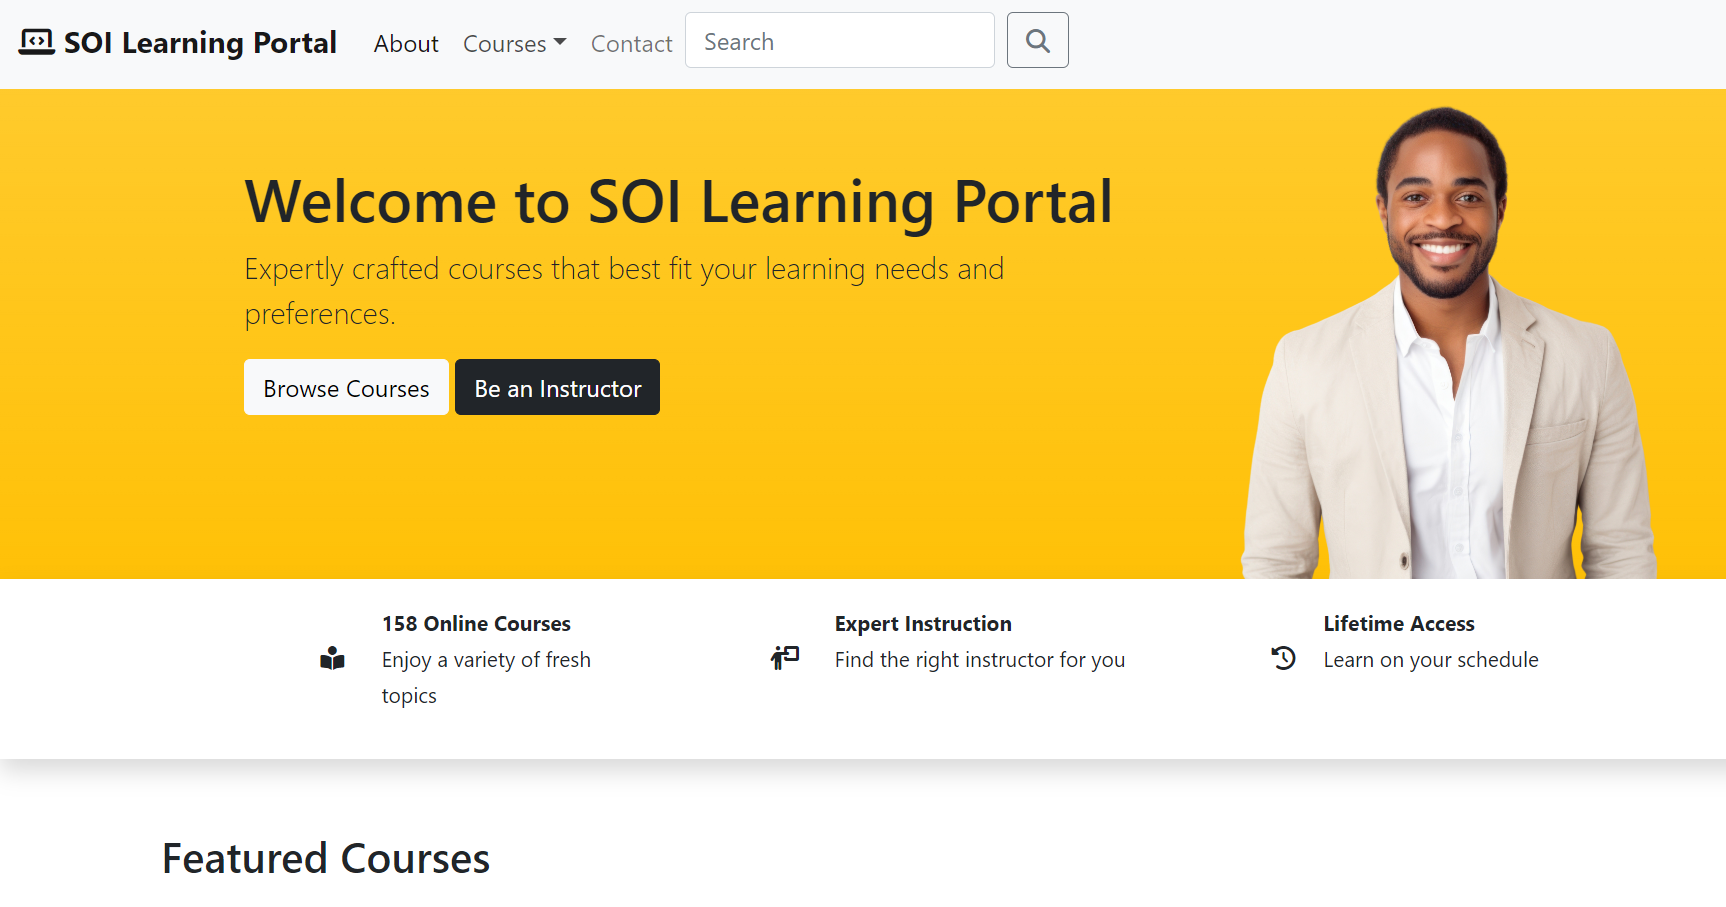 SOI Learning Portal
About
Courses
Contact
Search
Welcome to SOI Learning Portal
Expertly crafted courses that best fit your learning needs and
preferences.
Browse Courses
Be an Instructor
158 Online Courses
Enjoy a variety of fresh
topics
Expert Instruction
Find the right instructor for you
Lifetime Access
Learn on your schedule
Featured Courses